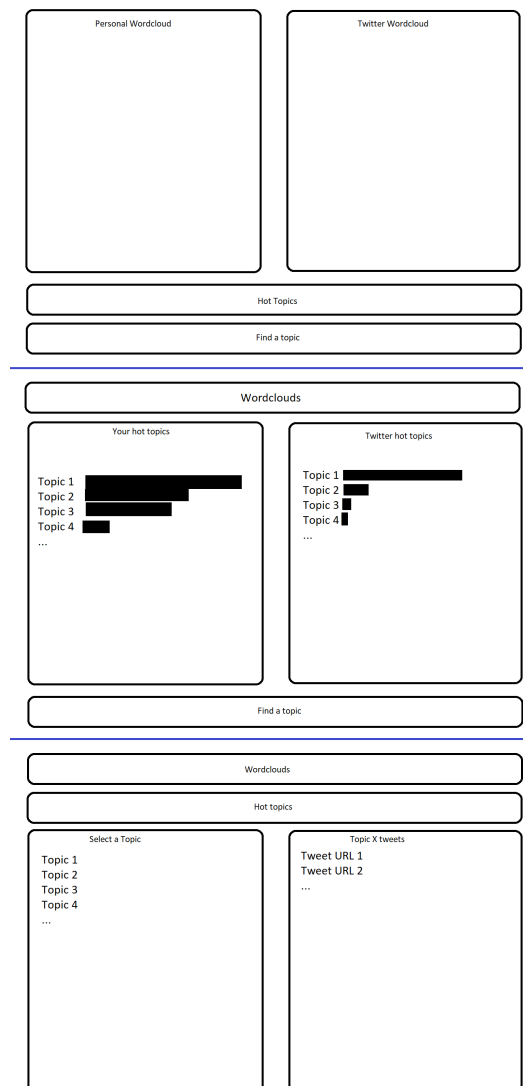 Personal Wordcloud
Twitter Wordcloud
Hot Topics
Find a topic
Wordclouds
Your hot topics
Topic 1
Topic 2
Topic 3
Topic 4
...
Twitter hot topics
Topic 1
Topic 2
Topic 3
Topic 4
...
Find a topic
Wordclouds
Hot topics
Select a Topic
Topic 1
Topic 2
Topic 3
Topic 4
...
Topic X tweets
Tweet URL 1
Tweet URL 2
...